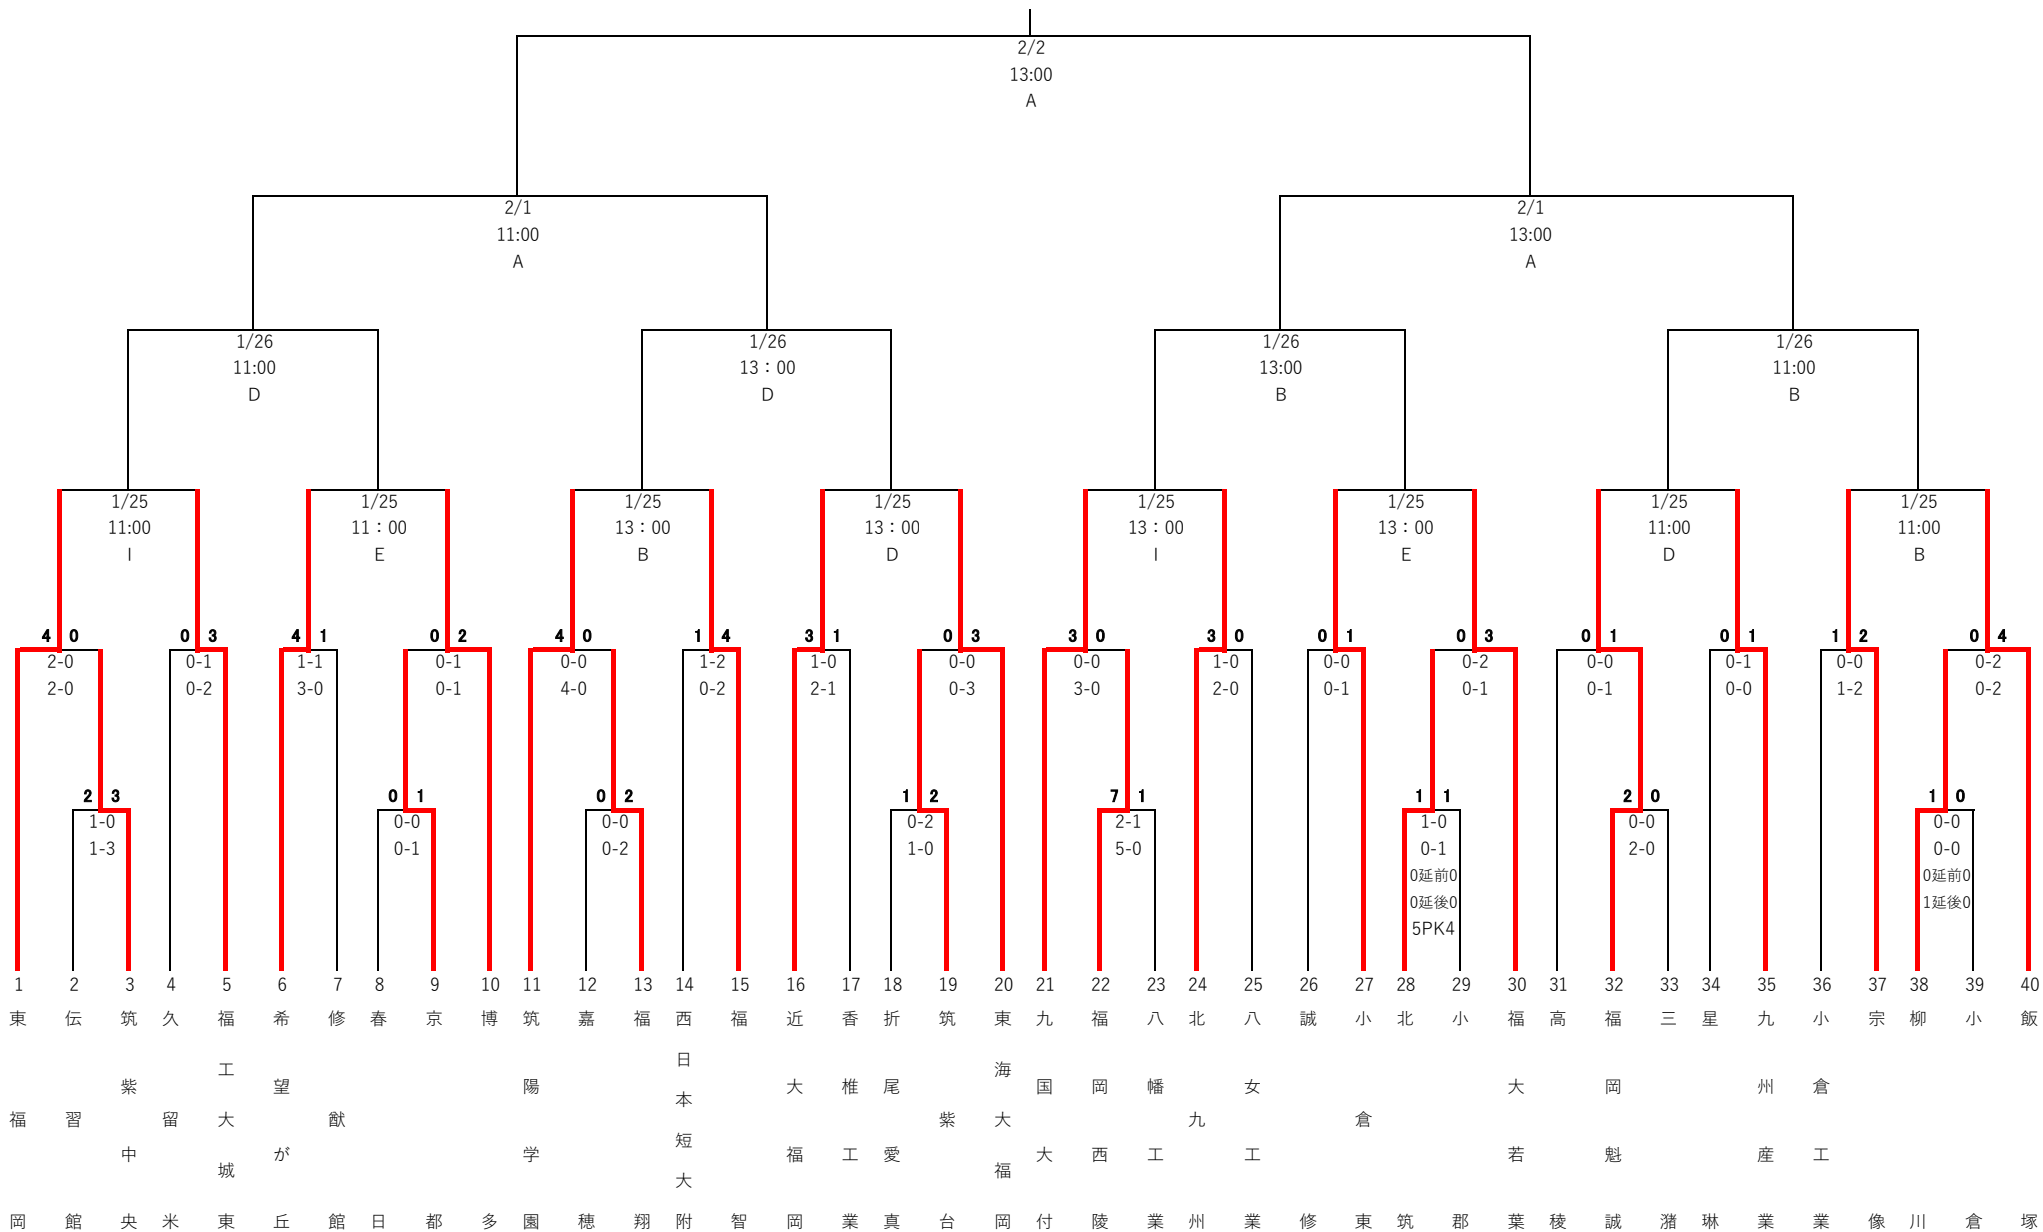 2/2
13:00
A
2/1 2/1
11:00 13:00
A A
1/26 1/26 1/26 1/26
11:00 13：00 13:00 11:00
D D B B
1/25 1/25 1/25 1/25 1/25 1/25 1/25 1/25
11:00 11：00 13：00 13：00 13：00 13：00 11:00 11:00
I E B D I E D B
4 0 0 3 4 1 0 2 4 0 1 4 3 1 0 3 3 0 3 0 0 1 0 3 0 1 0 1 1 2 0 4
2-0 0-1 1-1 0-1 0-0 1-2 1-0 0-0 0-0 1-0 0-0 0-2 0-0 0-1 0-0 0-2
2-0 0-2 3-0 0-1 4-0 0-2 2-1 0-3 3-0 2-0 0-1 0-1 0-1 0-0 1-2 0-2
2 3 0 1 0 2 1 2 7 1 1 1 2 0 1 0
1-0 0-0 0-0 0-2 2-1 1-0 0-0 0-0
1-3 0-1 0-2 1-0 5-0 0-1 2-0 0-0
0延前0 0延前0
0延後0 1延後0
5PK4
1 東福岡
2 伝習館
3 筑紫中央
4 久留米
5 福工大城東
6 希望が丘
7 修猷館
8 春日
9 京都
10 博多
11 筑陽学園
12 嘉穂
13 福翔
14 西日本短大附
15 福智
16 近大福岡
17 香椎工業
18 折尾愛真
19 筑紫台
20 東海大福岡
21 九国大付
22 福岡西陵
23 八幡工業
24 北九州
25 八女工業
26 誠修
27 小倉東
28 北筑
29 小郡
30 福大若葉
31 高稜
32 福岡魁誠
33 三潴
34 星琳
35 九州産業
36 小倉工業
37 宗像
38 柳川
39 小倉
40 飯塚